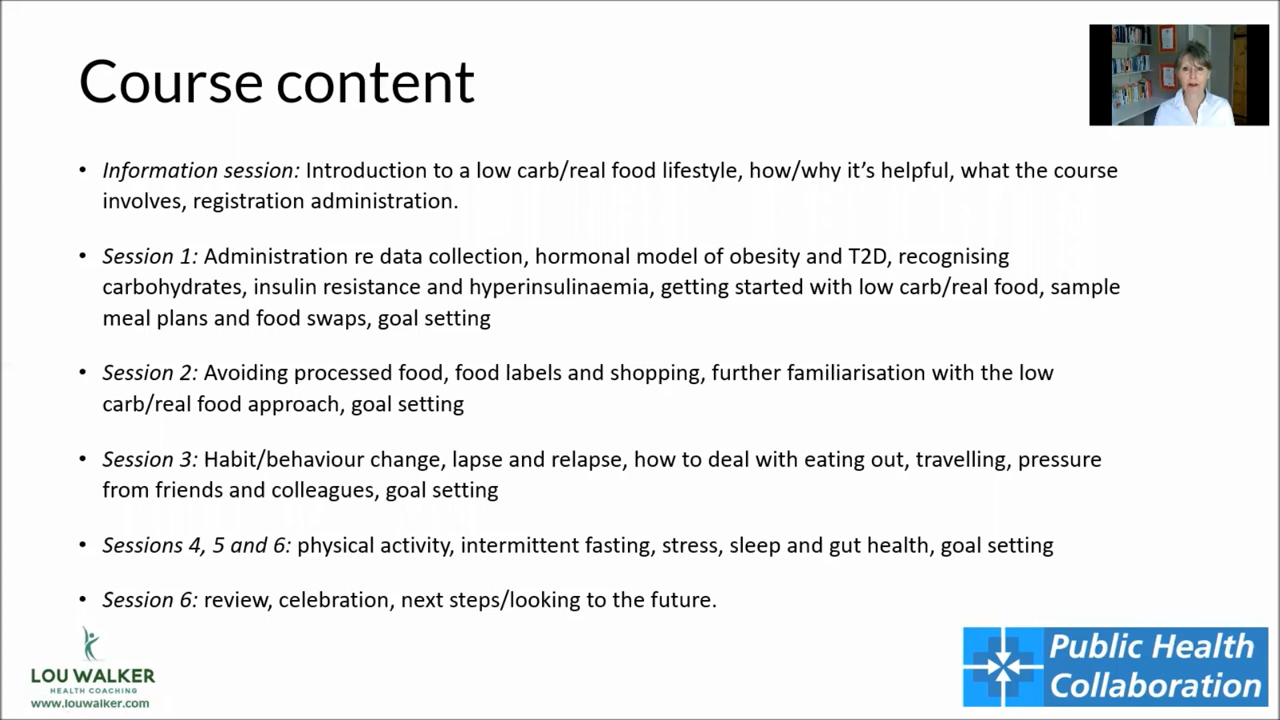 Course content
• Information session: Introduction to a low carb/real food lifestyle, how/why it’s helpful, what the course
involves, registration administration.
• Session 1: Administration re data collection, hormonal model of obesity and T2D, recognising
carbohydrates, insulin resistance and hyperinsulinaemia, getting started with low carb/real food, sample
meal plans and food swaps, goal setting
• Session 2: Avoiding processed food, food labels and shopping, further familiarisation with the low
carb/real food approach, goal setting
• Session 3: Habit/behaviour change, lapse and relapse, how to deal with eating out, travelling, pressure
from friends and colleagues, goal setting
• Sessions 4, 5 and 6: physical activity, intermittent fasting, stress, sleep and gut health, goal setting
• Session 6: review, celebration, next steps/looking to the future.
LOU WALKER
HEALTH COACHING
www.louwalker.com
Public Health
Collaboration